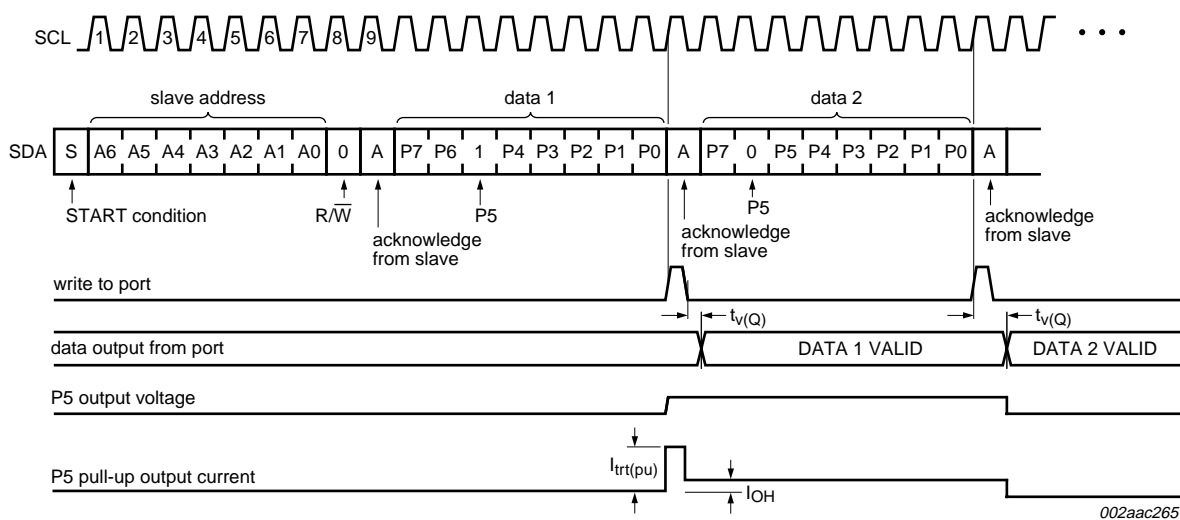 SCL 1 2 3 4 5 6 7 8 9
slave address data 1 data 2
SDA S A6 A5 A4 A3 A2 A1 A0 0 A P7 P6 1 P4 P3 P2 P1 P0 A P7 0 P5 P4 P3 P2 P1 P0 A
START condition R/W P5 P5
acknowledge
from slave
acknowledge
from slave
acknowledge
from slave
write to port
tv(Q) tv(Q)
data output from port DATA 1 VALID DATA 2 VALID
P5 output voltage
Itrt(pu)
P5 pull-up output current IOH
002aac265